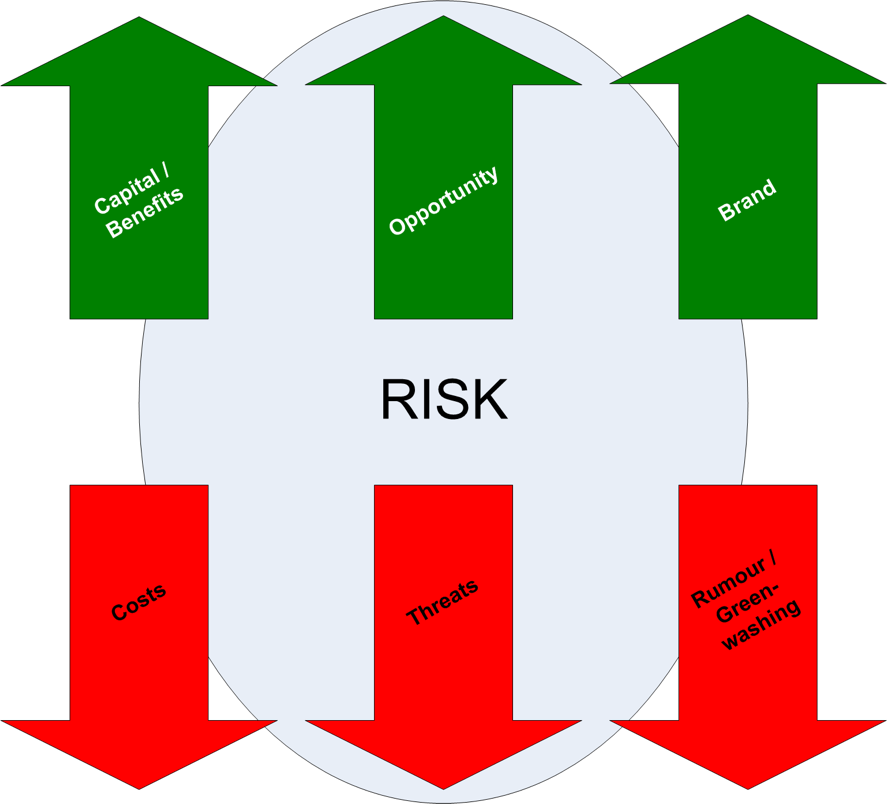 Capital /
Benefits
Opportunity
Brand
RISK
Costs
Threats
Rumour /
Green-
washing